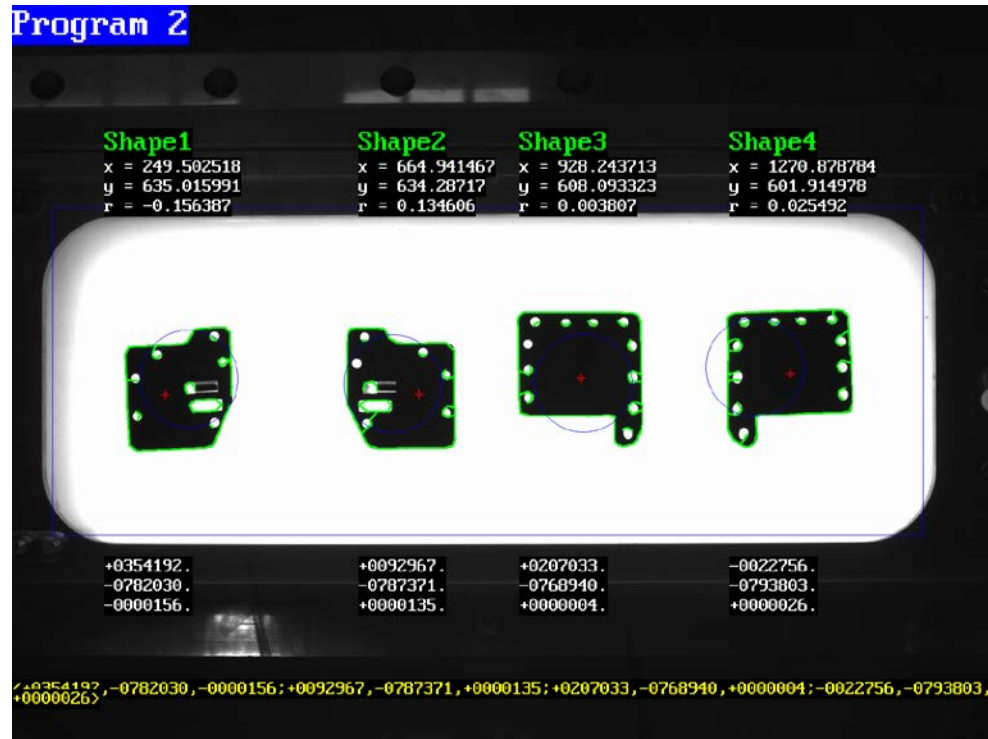 Program 2
Shape1
x = 249.502518
y = 635.015991
r = -0.156387
Shape2
x = 664.941467
y = 634.28717
r = 0.134606
Shape3
x = 928.243713
y = 608.093323
r = 0.003807
Shape4
x = 1270.878784
y = 601.914978
r = 0.025492
+0354192.
-0782030.
-0000156.
+0092967.
-0787371.
+0000135.
+0207033.
-0768940.
+0000004.
-0022756.
-0793803.
+0000026.
<+0354192,-0782030,-0000156;+0092967,-0787371,+0000135;+0207033,-0768940,+0000004;-0022756,-0793803,
+0000026>